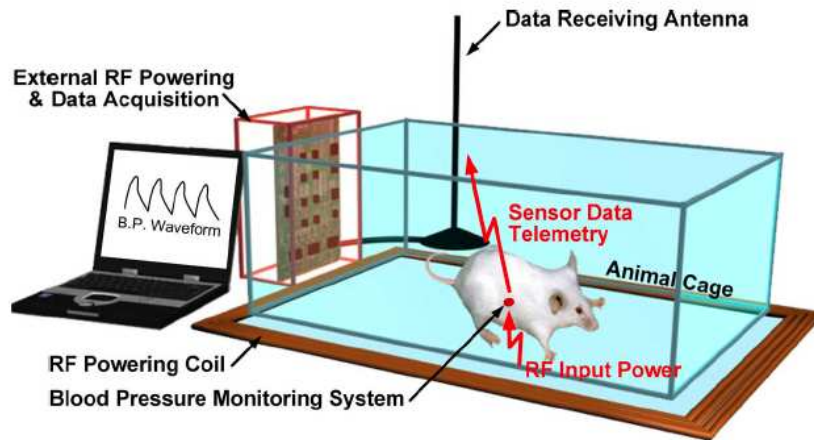 Data Receiving Antenna
External RF Powering
& Data Acquisition
B.P. Waveform
Sensor Data
Telemetry
Animal Cage
RF Powering Coil
RF Input Power
Blood Pressure Monitoring System